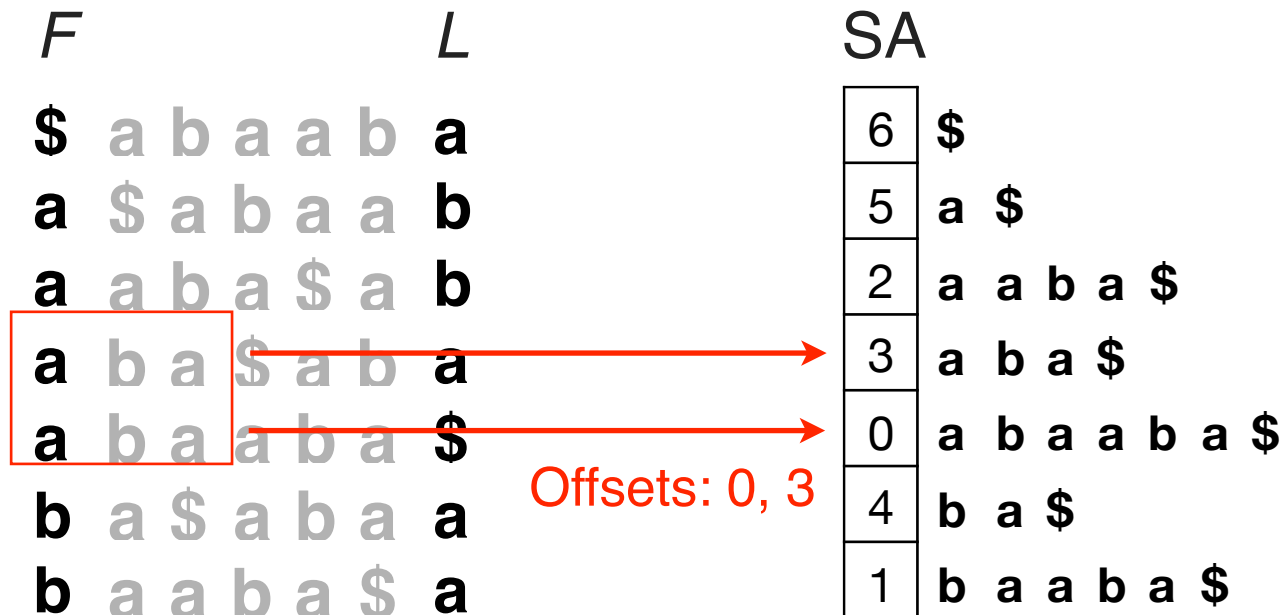 F L SA
$ a b a a b a 6 $
a $ a b a a b 5 a $
a a b a $ a b 2 a a b a $
a b a $ a b a 3 a b a $
a b a a b a $ 0 a b a a b a $
Offsets: 0, 3
b a $ a b a a 4 b a $
b a a b a $ a 1 b a a b a $